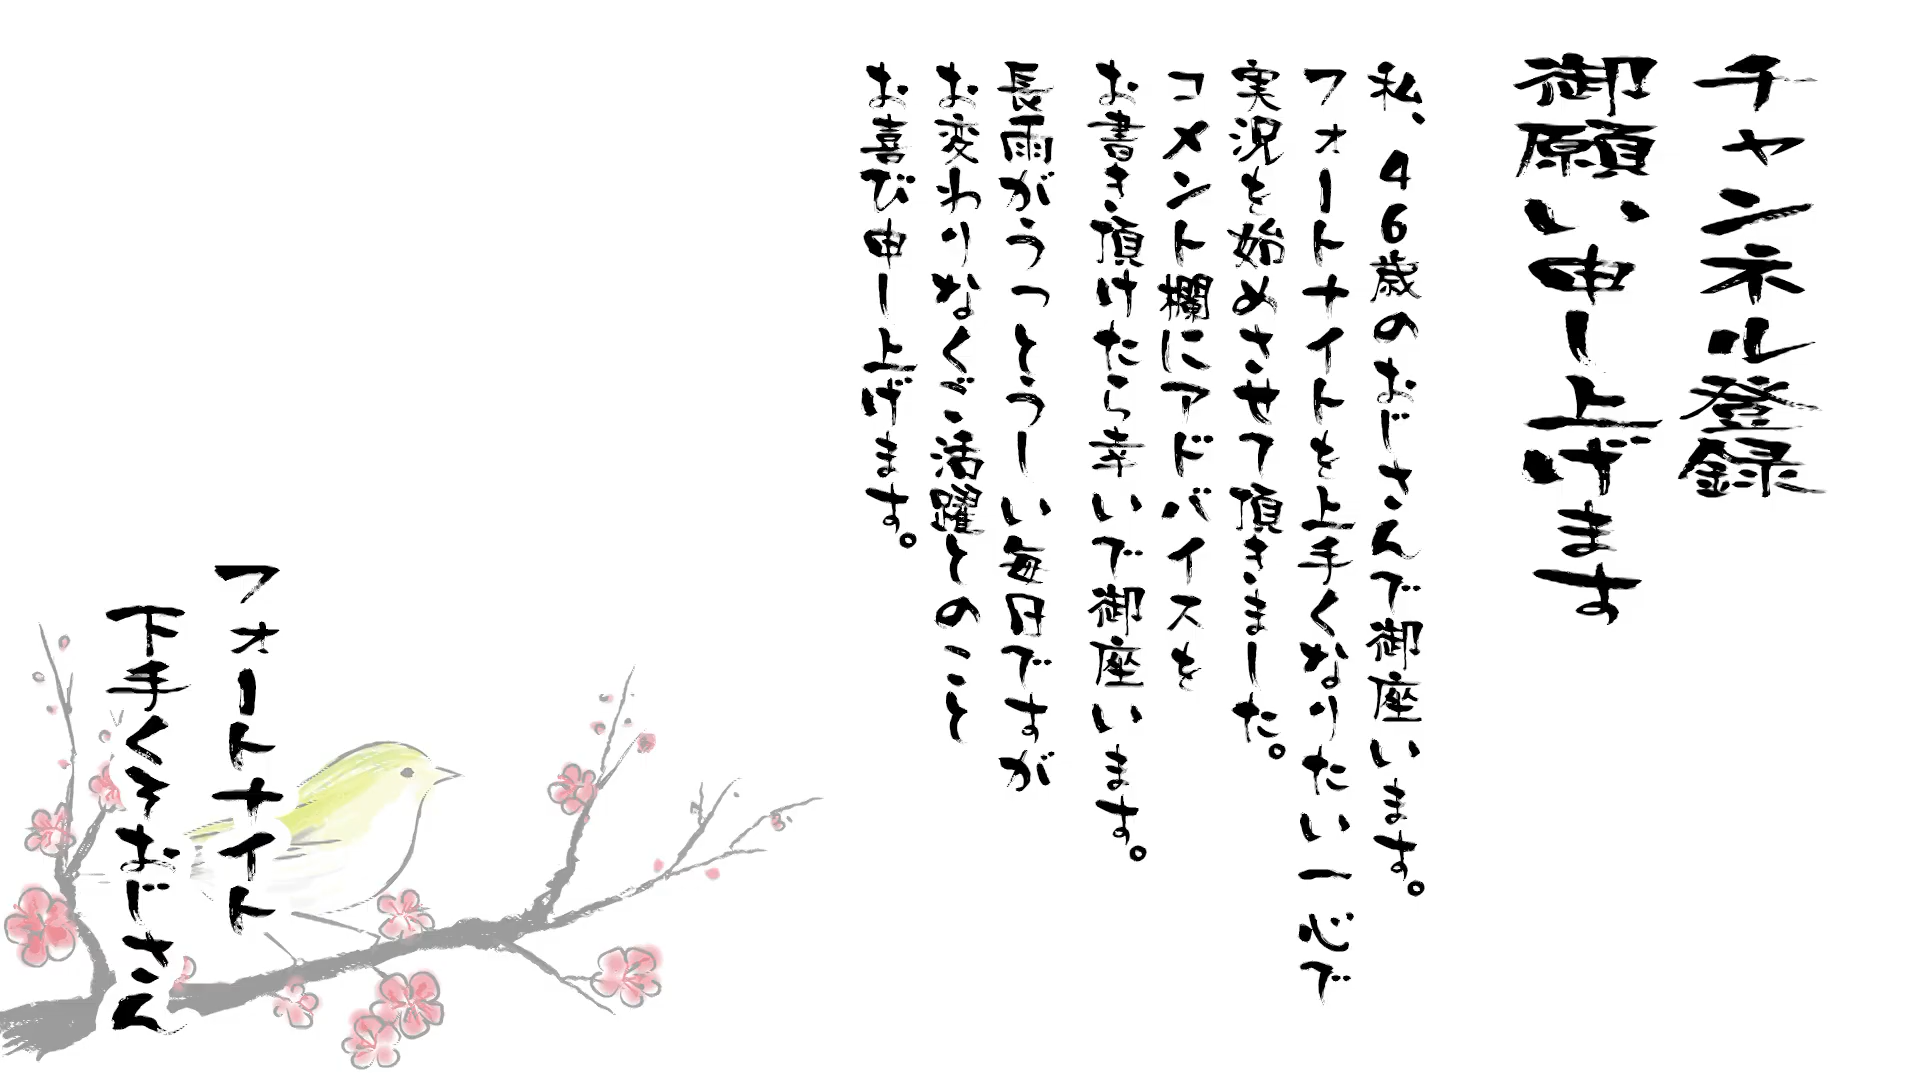 チャンネル登録
御願い申し上げます
私、46歳のおじさんで御座います。
フォートナイトを上手くなりたい一心で
実況を始めさせて頂きました。
コメント欄にアドバイスを
お書き頂けたら幸いで御座います。
長雨がうっとうしい毎日ですが
お変わりなくご活躍とのこと
お喜び申し上げます。
フォートナイト
下手くそおじさん